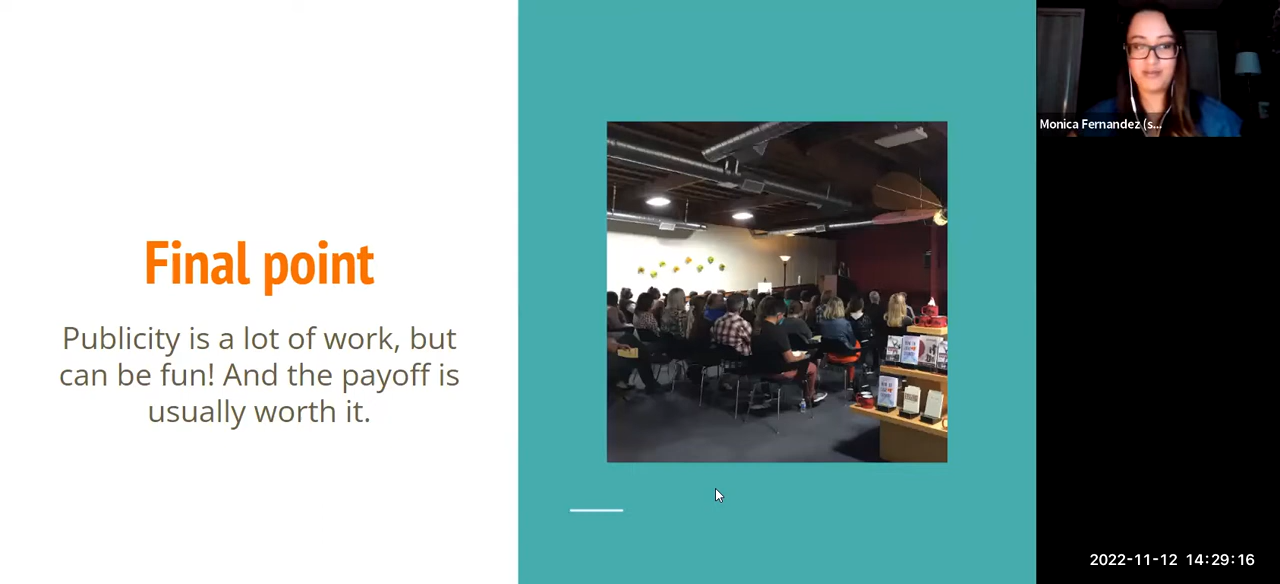 Final point
Publicity is a lot of work, but
can be fun! And the payoff is
usually worth it.
Monica Fernandez (s...
2022-11-12 14:29:16